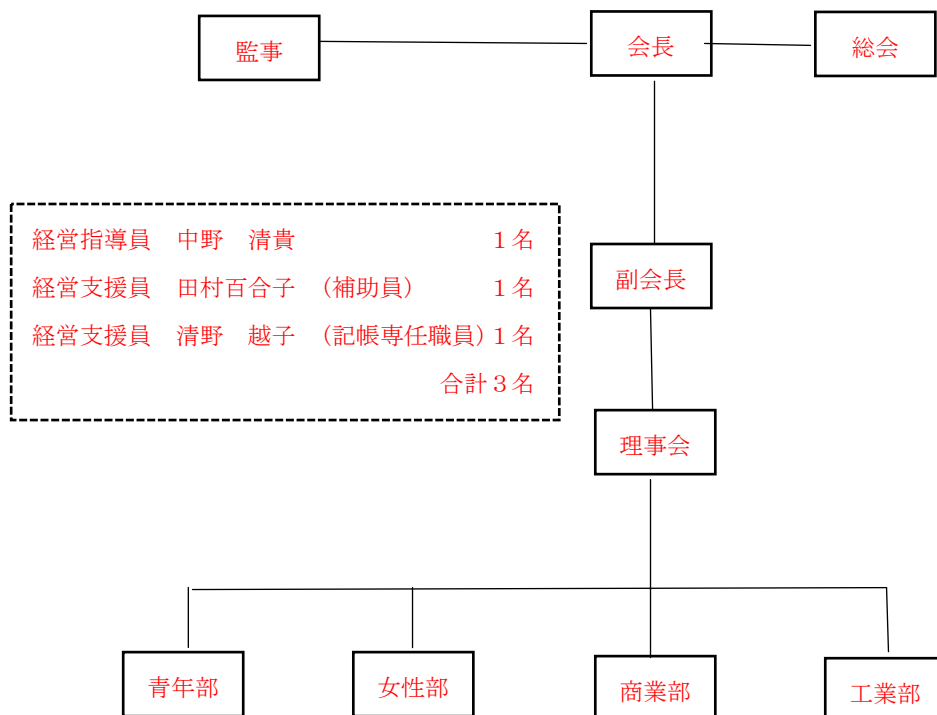 監事
会長
総会
経営指導員　中野　清貴　１名
経営支援員　田村百合子　（補助員）　１名
経営支援員　清野　越子　（記帳専任職員）１名
合計３名
副会長
理事会
青年部
女性部
商業部
工業部